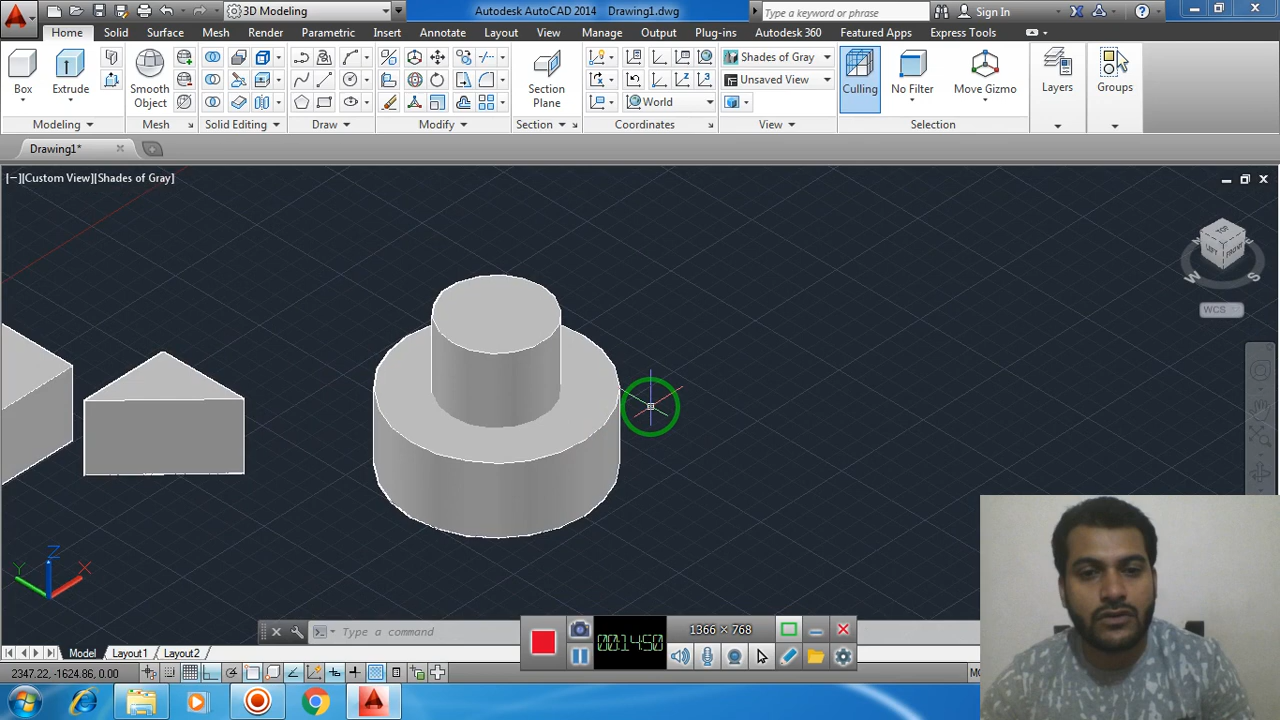 3D Modeling
Autodesk AutoCAD 2014 Drawing1.dwg
Type a keyword or phrase
Sign In
Home Solid Surface Mesh Render Parametric Insert Annotate Layout View Manage Output Plug-ins Autodesk 360 Featured Apps Express Tools
Box
Extrude
Smooth
Object
Section
Plane
Shades of Gray
Unsaved View
World
Culling
No Filter
Move Gizmo
Layers
Groups
Modeling Mesh Solid Editing Draw Modify Section Coordinates View Selection
Drawing1*
[−][Custom View][Shades of Gray]
TOP
LEFT
FRONT
W
S
WCS
Z
Y
X
Type a command
00:14:50
1366 × 768
Model Layout1 Layout2
2347.22, -1624.86, 0.00